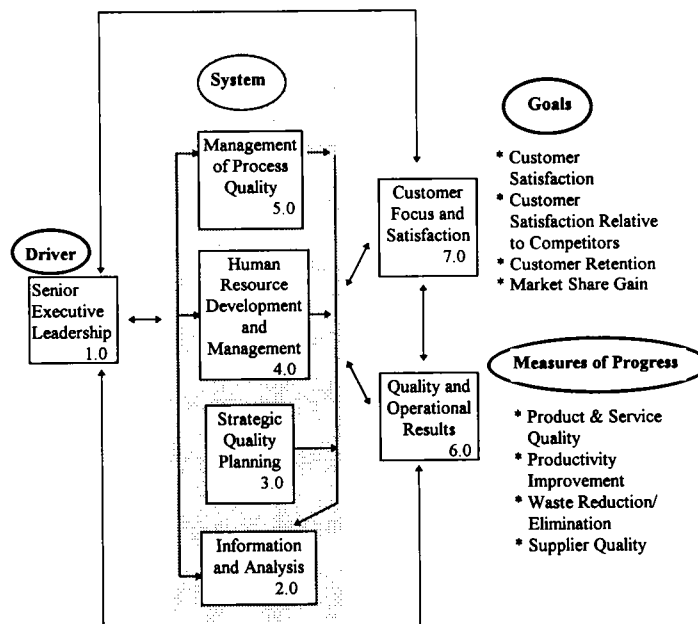 System
Goals
Management
of Process
Quality
5.0
* Customer
Satisfaction
* Customer
Satisfaction Relative
to Competitors
* Customer Retention
* Market Share Gain
Customer
Focus and
Satisfaction
7.0
Driver
Senior
Executive
Leadership
1.0
Human
Resource
Development
and
Management
4.0
Measures of Progress
* Product & Service
Quality
* Productivity
Improvement
* Waste Reduction/
Elimination
* Supplier Quality
Quality and
Operational
Results
6.0
Strategic
Quality
Planning
3.0
Information
and Analysis
2.0